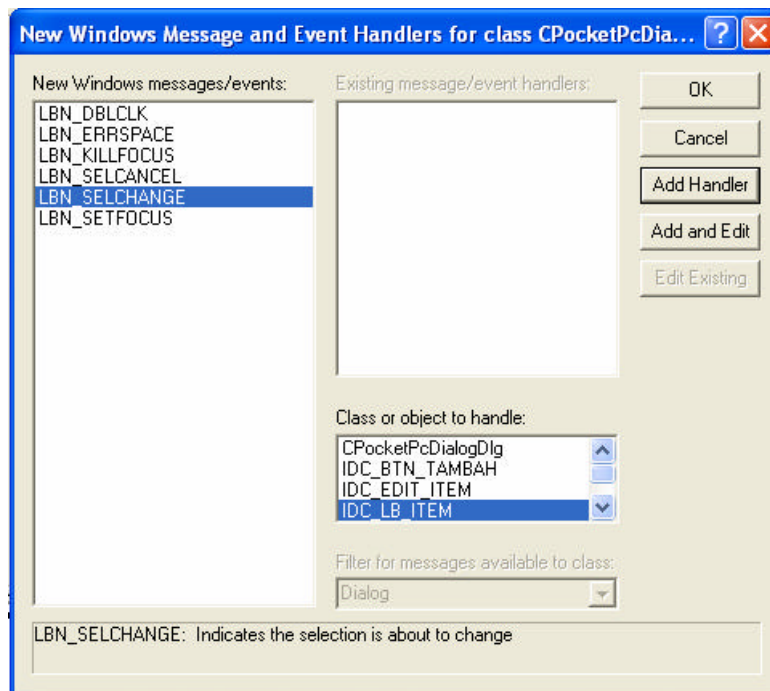 New Windows Message and Event Handlers for class CPocketPcDia...
New Windows messages/events:
LBN_DBLCLK
LBN_ERRSPACE
LBN_KILLFOCUS
LBN_SELCANCEL
LBN_SELCHANGE
LBN_SETFOCUS
Existing message/event handlers:
OK
Cancel
Add Handler
Add and Edit
Edit Existing
Class or object to handle:
CPocketPcDialogDlg
IDC_BTN_TAMBAH
IDC_EDIT_ITEM
IDC_LB_ITEM
Filter for messages available to class:
Dialog
LBN_SELCHANGE: Indicates the selection is about to change